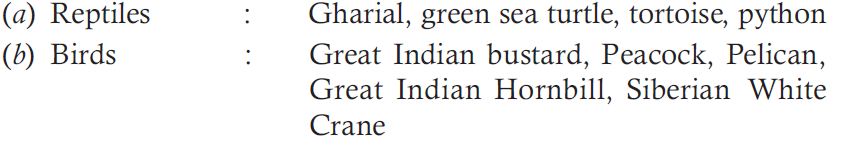 (a) Reptiles : Gharial, green sea turtle, tortoise, python
(b) Birds : Great Indian bustard, Peacock, Pelican,
Great Indian Hornbill, Siberian White
Crane